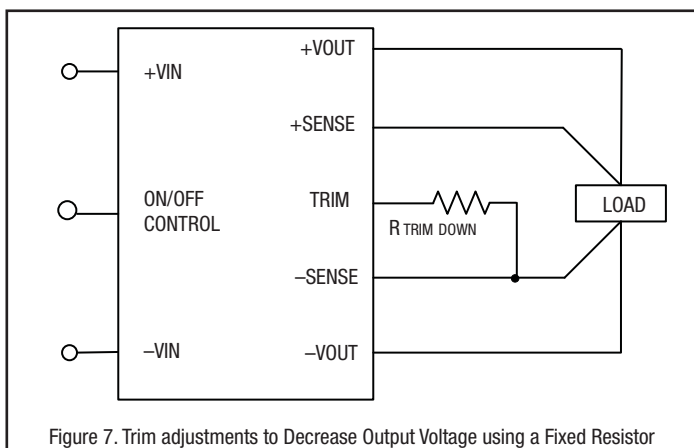 +VOUT
+VIN
+SENSE
ON/OFF
CONTROL
TRIM
R TRIM DOWN
LOAD
–SENSE
–VIN
–VOUT
Figure 7. Trim adjustments to Decrease Output Voltage using a Fixed Resistor